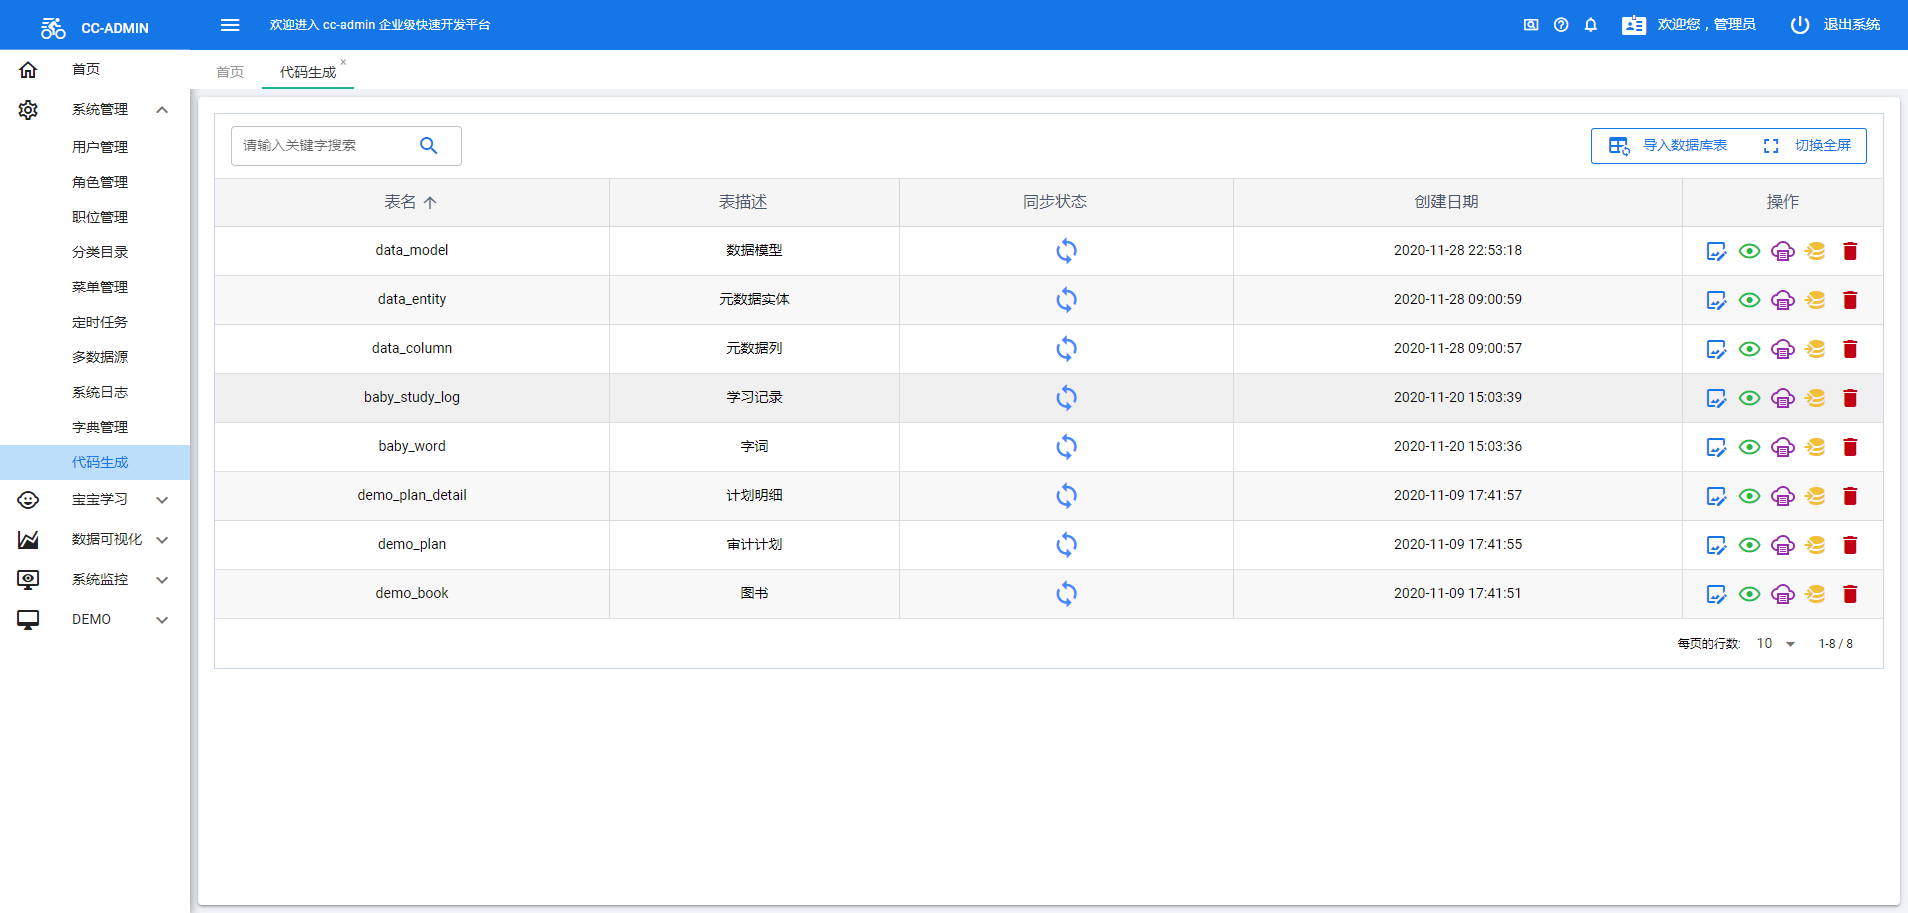 CC-ADMIN
欢迎进入 cc-admin 企业级快速开发平台
欢迎您，管理员
退出系统
首页
系统管理
用户管理
角色管理
职位管理
分类目录
菜单管理
定时任务
多数据源
系统日志
字典管理
代码生成
宝宝学习
数据可视化
系统监控
DEMO
首页 代码生成 ×
请输入关键字搜索
导入数据库表 切换全屏
表名 表描述 同步状态 创建日期 操作
data_model 数据模型 2020-11-28 22:53:18
data_entity 元数据实体 2020-11-28 09:00:59
data_column 元数据列 2020-11-28 09:00:57
baby_study_log 学习记录 2020-11-20 15:03:39
baby_word 字词 2020-11-20 15:03:36
demo_plan_detail 计划明细 2020-11-09 17:41:57
demo_plan 审计计划 2020-11-09 17:41:55
demo_book 图书 2020-11-09 17:41:51
每页的行数: 10 1-8 / 8